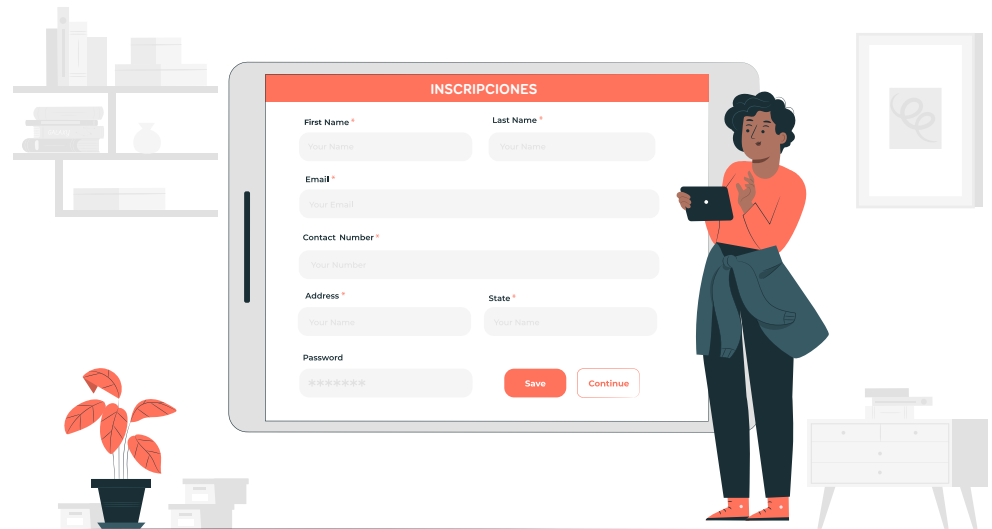 INSCRIPCIONES
First Name *
Last Name *
Your Name
Your Name
Email *
Your Email
Contact Number *
Your Number
Address *
State *
Your Name
Your Name
Password
*******
Save
Continue